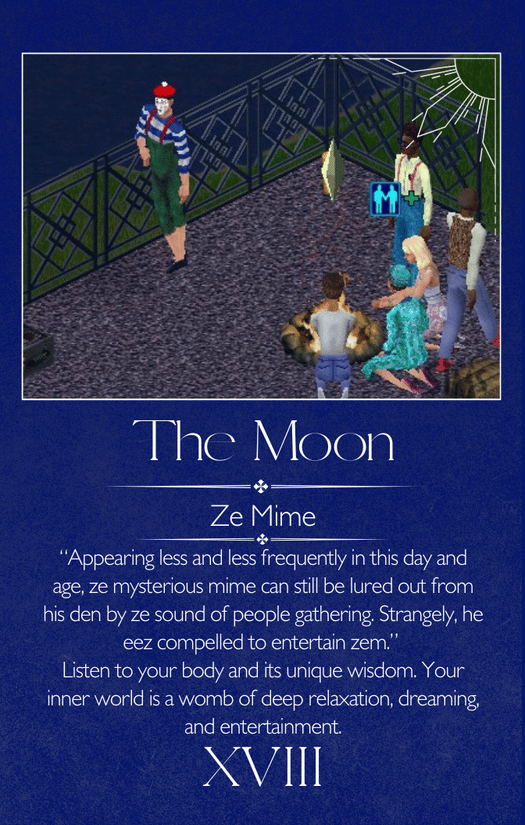 The Moon
Ze Mime
“Appearing less and less frequently in this day and
age, ze mysterious mime can still be lured out from
his den by ze sound of people gathering. Strangely, he
eez compelled to entertain zem.”
Listen to your body and its unique wisdom. Your
inner world is a womb of deep relaxation, dreaming,
and entertainment.
XVIII